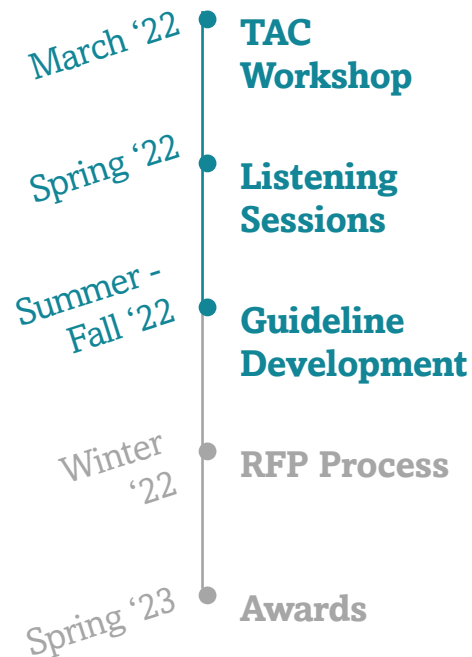 March ‘22
TAC
Workshop
Spring ‘22
Listening
Sessions
Summer -
Fall ‘22
Guideline
Development
Winter
‘22
RFP Process
Spring ‘23
Awards